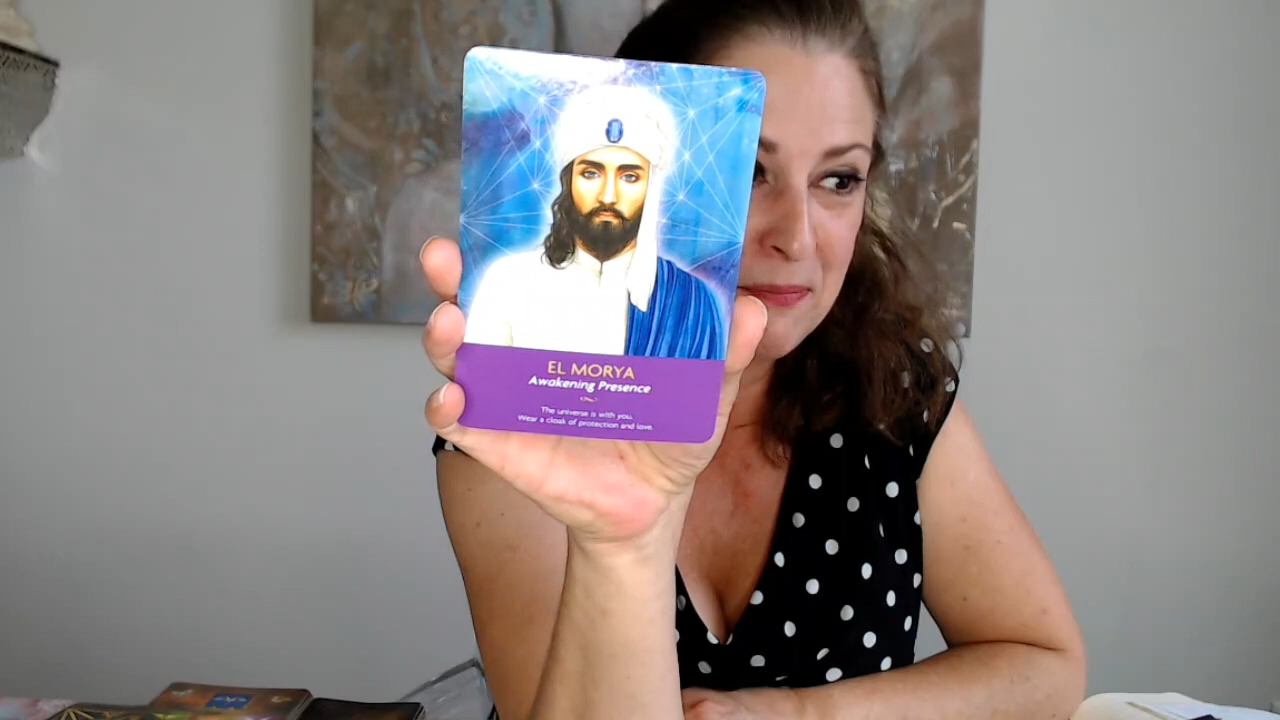 EL MORYA
Awakening Presence
The universe is with you.
Wear a cloak of protection and love.